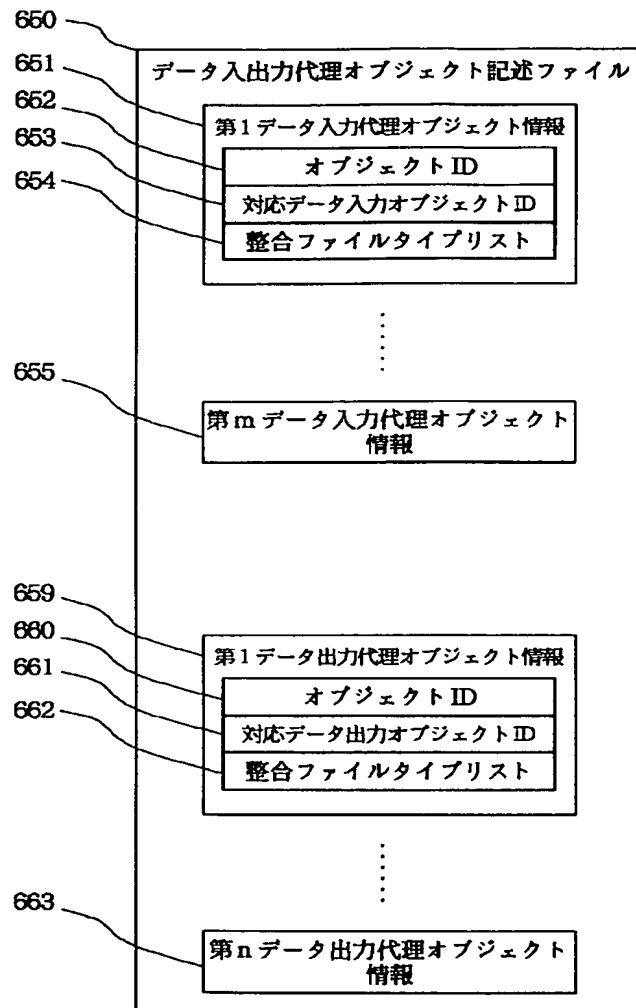 650
データ入出力代理オブジェクト記述ファイル
651
第1データ入力代理オブジェクト情報
652
オブジェクトID
653
対応データ入力オブジェクトID
654
整合ファイルタイプリスト
655
第mデータ入力代理オブジェクト
情報
659
第1データ出力代理オブジェクト情報
660
オブジェクトID
661
対応データ出力オブジェクトID
662
整合ファイルタイプリスト
663
第nデータ出力代理オブジェクト
情報